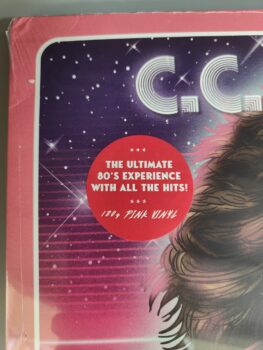 C.C.
★★★
THE ULTIMATE
80'S EXPERIENCE
WITH ALL THE HITS!
★★★
180g PINK VINYL